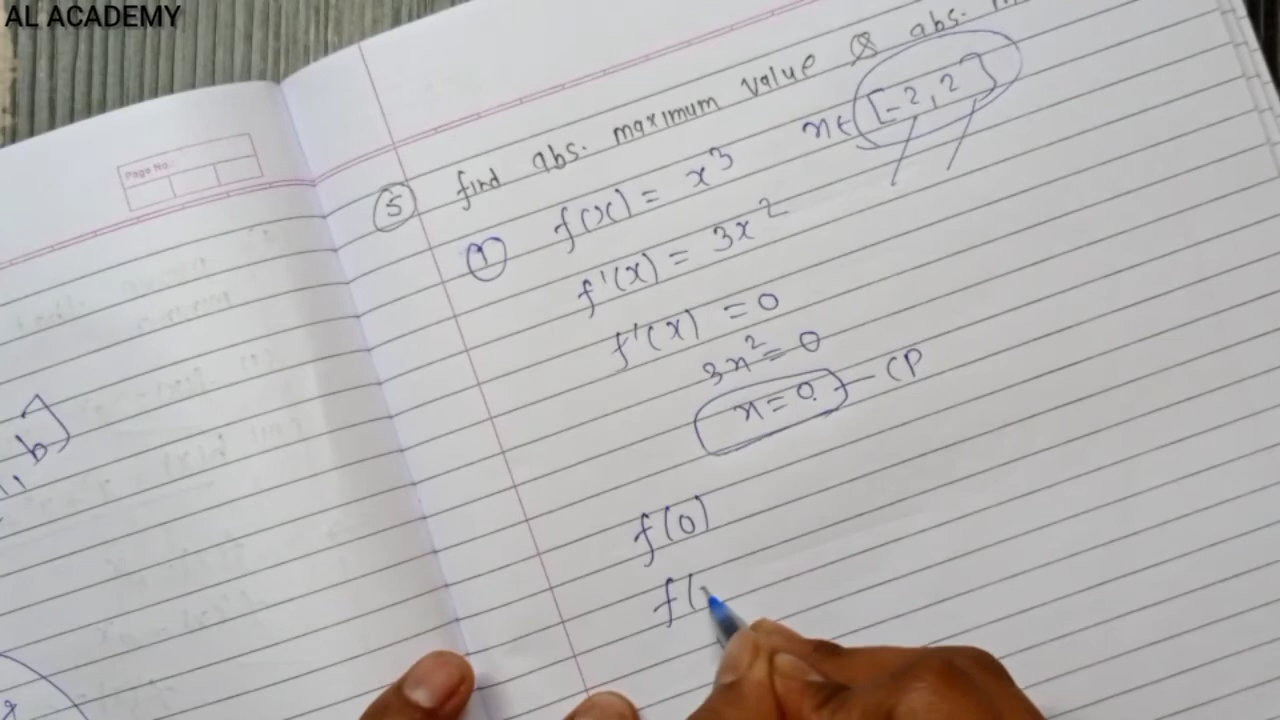 AL ACADEMY
Page No.:
⑤ find abs. maximum value & abs.
① f(x) = x³ x ∈ [-2, 2]
f'(x) = 3x²
f'(x) = 0
3x² = 0
x = 0 — CP
f(0)
f(
b]